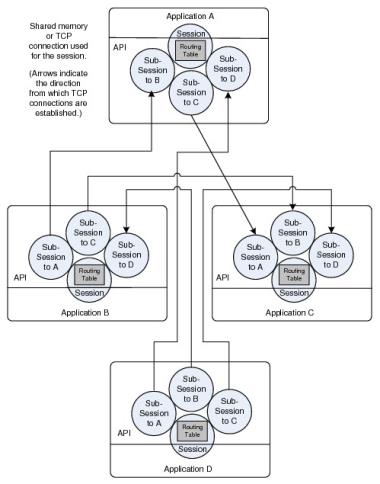 Shared memory
or TCP
connection used
for the session.
(Arrows indicate
the direction
from which TCP
connections are
established.)
Application A
API
Session
Routing
Table
Sub-
Session
to B
Sub-
Session
to D
Sub-
Session
to C
Sub-
Session
to C
Sub-
Session
to A
Sub-
Session
to D
API
Routing
Table
Session
Application B
Sub-
Session
to B
Sub-
Session
to A
Sub-
Session
to D
API
Routing
Table
Session
Application C
Sub-
Session
to B
Sub-
Session
to A
Sub-
Session
to C
API
Routing
Table
Session
Application D